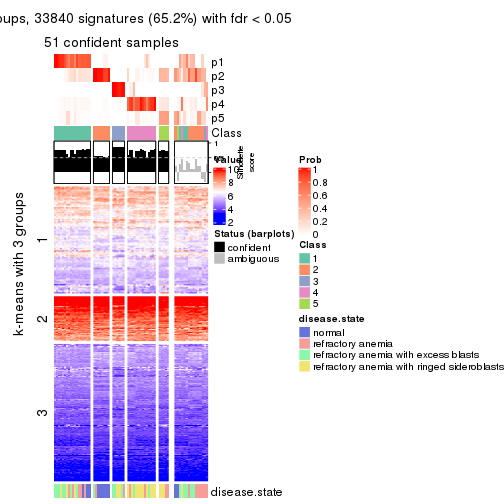 oups, 33840 signatures (65.2%) with fdr < 0.05
51 confident samples
p1
p2
p3
p4
p5
Class
1
Silhouette
score
k-means with 3 groups
1
2
3
disease.state
Value
10
8
6
4
2
Status (barplots)
confident
ambiguous
Prob
1
0.8
0.6
0.4
0.2
0
Class
1
2
3
4
5
disease.state
normal
refractory anemia
refractory anemia with excess blasts
refractory anemia with ringed sideroblasts